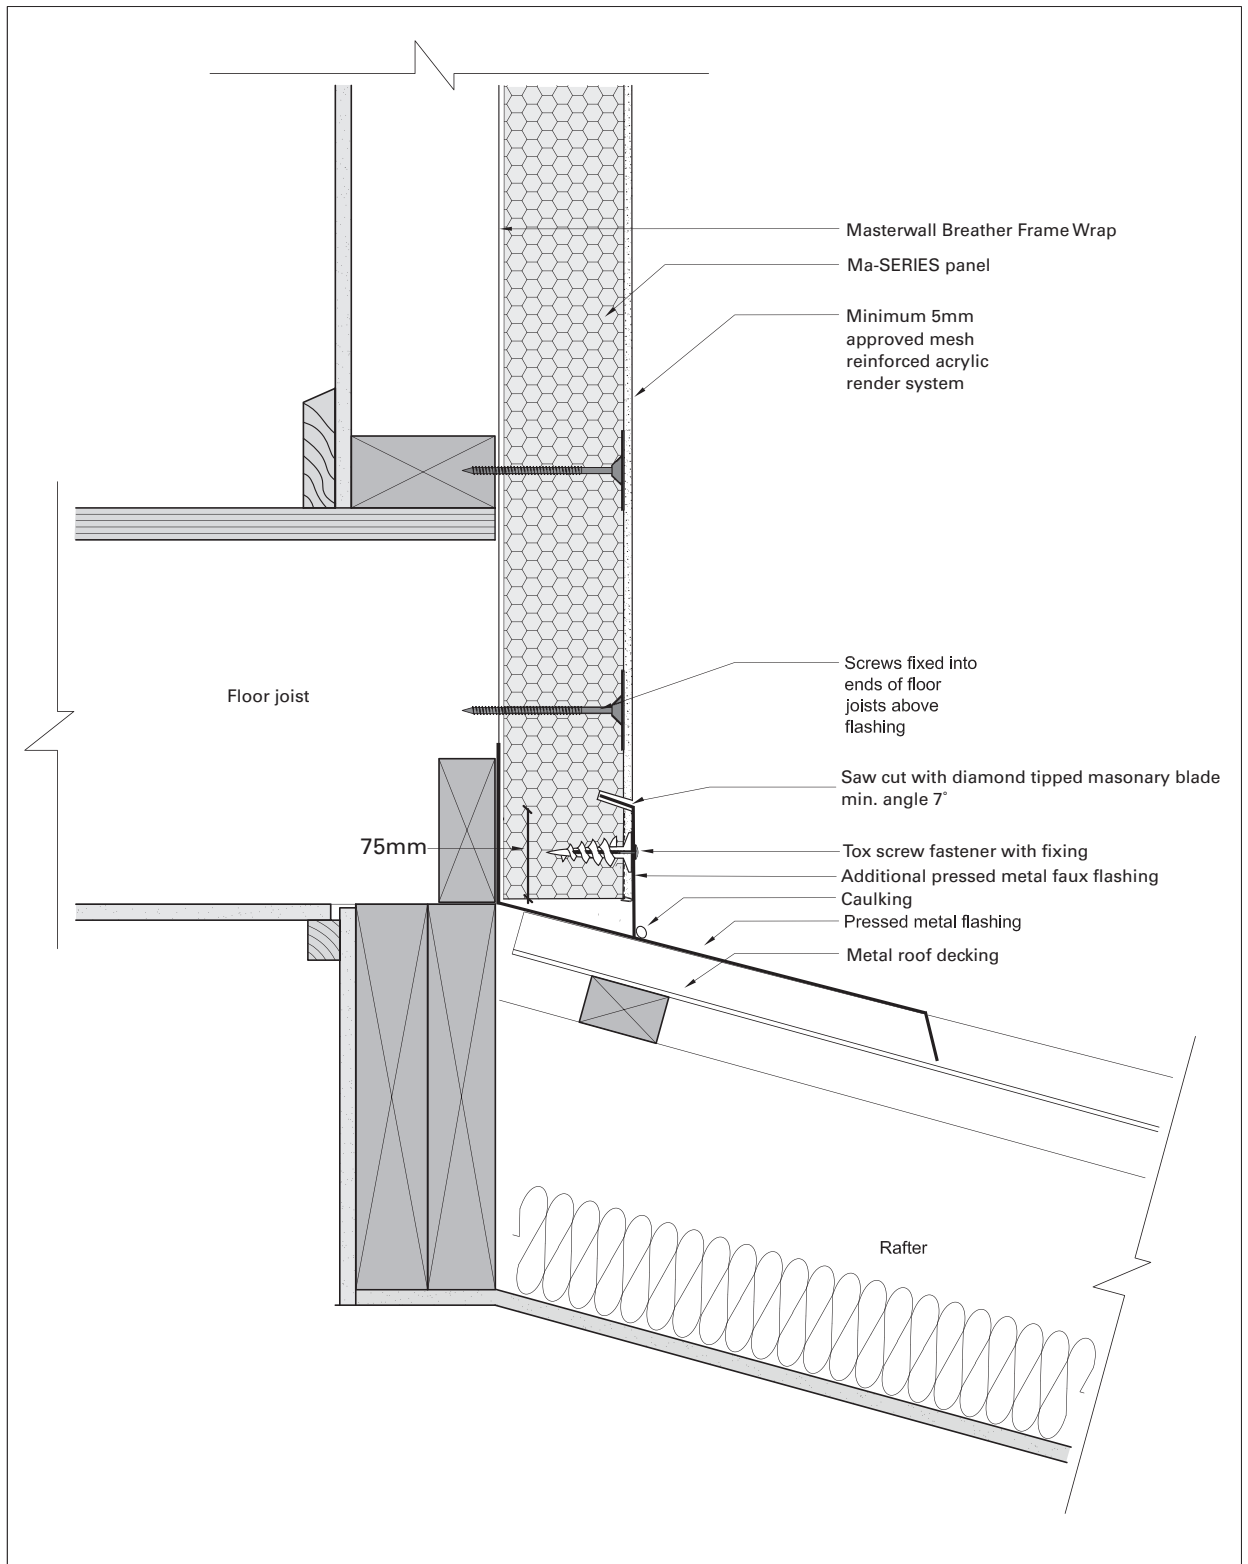 Masterwall Breather Frame Wrap
Ma-SERIES panel
Minimum 5mm
approved mesh
reinforced acrylic
render system
Screws fixed into
ends of floor
joists above
flashing
Floor joist
Saw cut with diamond tipped masonary blade
min. angle 7°
75mm
Tox screw fastener with fixing
Additional pressed metal faux flashing
Caulking
Pressed metal flashing
Metal roof decking
Rafter